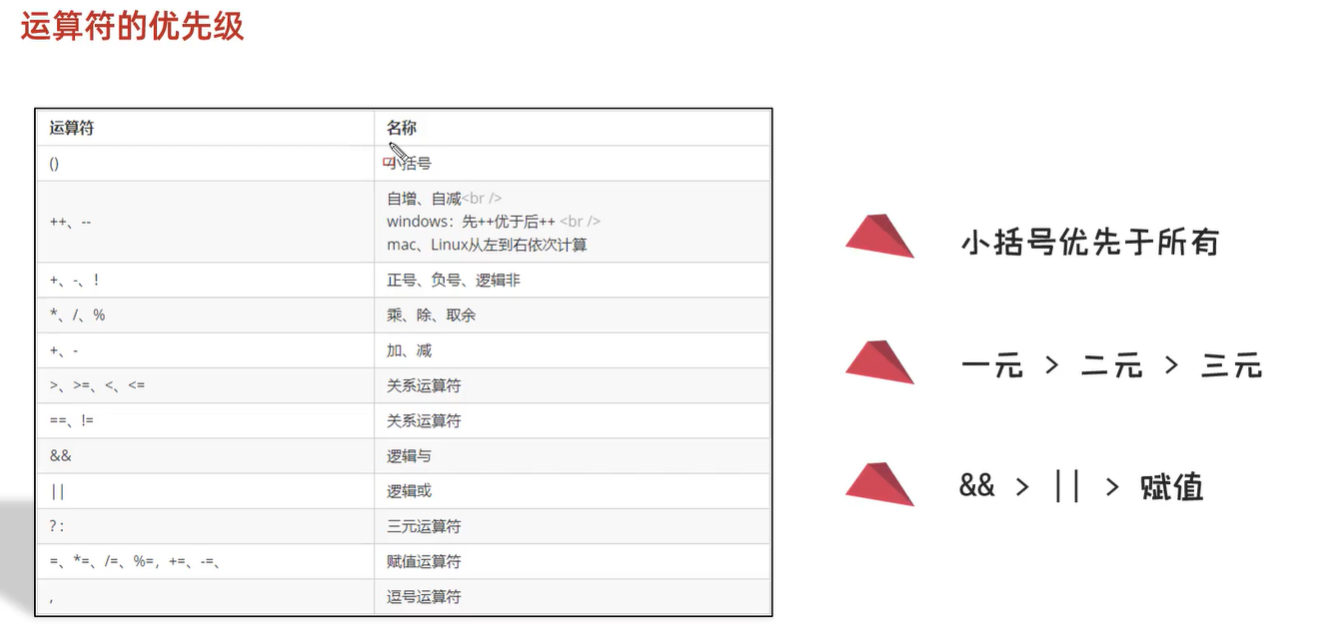 运算符的优先级
运算符 名称
() 小括号
++、-- 自增、自减<br />
windows：先++优于后++ <br />
mac、Linux从左到右依次计算
+、-、! 正号、负号、逻辑非
*、/、% 乘、除、取余
+、- 加、减
>、>=、<、<= 关系运算符
==、!= 关系运算符
&& 逻辑与
|| 逻辑或
? : 三元运算符
=、*=、/=、%=，+=、-=、 赋值运算符
, 逗号运算符
小括号优先于所有
一元 > 二元 > 三元
&& > || > 赋值